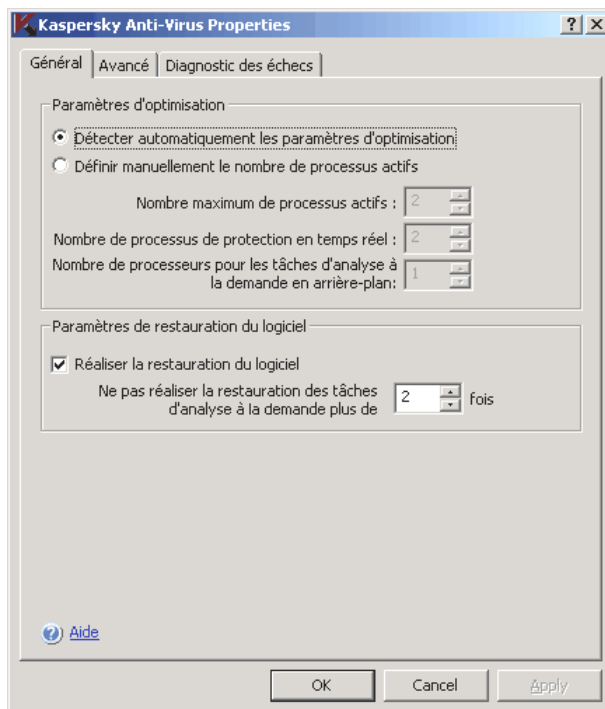 Kaspersky Anti-Virus Properties
Général
Avancé
Diagnostic des échecs
Paramètres d'optimisation
Détecter automatiquement les paramètres d'optimisation
Définir manuellement le nombre de processus actifs
Nombre maximum de processus actifs : 2
Nombre de processus de protection en temps réel : 2
Nombre de processeurs pour les tâches d'analyse à
la demande en arrière-plan: 1
Paramètres de restauration du logiciel
Réaliser la restauration du logiciel
Ne pas réaliser la restauration des tâches
d'analyse à la demande plus de 2 fois
Aide
OK
Cancel
Apply